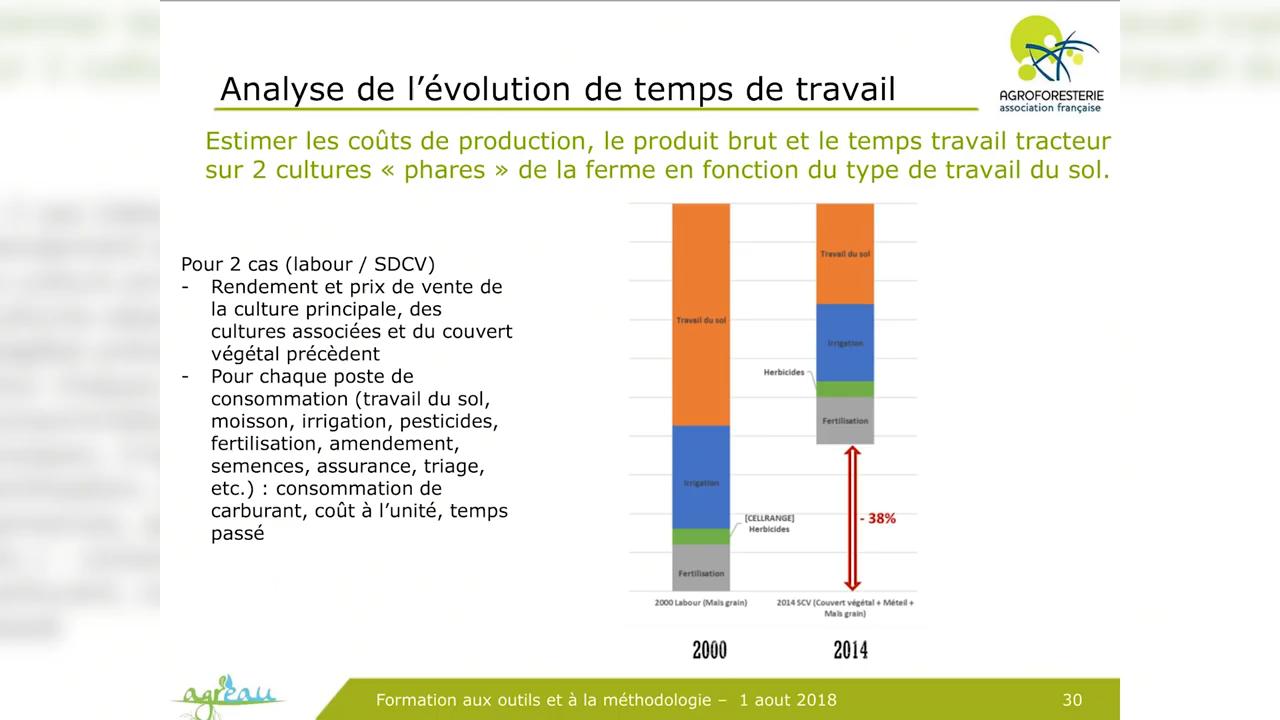 Analyse de l’évolution de temps de travail
AGROFORESTERIE
association française
Estimer les coûts de production, le produit brut et le temps travail tracteur
sur 2 cultures « phares » de la ferme en fonction du type de travail du sol.
Pour 2 cas (labour / SDCV)
- Rendement et prix de vente de
la culture principale, des
cultures associées et du couvert
végétal précèdent
- Pour chaque poste de
consommation (travail du sol,
moisson, irrigation, pesticides,
fertilisation, amendement,
semences, assurance, triage,
etc.) : consommation de
carburant, coût à l’unité, temps
passé
Travail du sol
Irrigation
[CELLRANGE]
Herbicides
Fertilisation
2000 Labour (Maïs grain)
2000
Travail du sol
Irrigation
Herbicides
Fertilisation
- 38%
2014 SCV (Couvert végétal + Méteil +
Maïs grain)
2014
agr'eau
Formation aux outils et à la méthodologie – 1 aout 2018
30